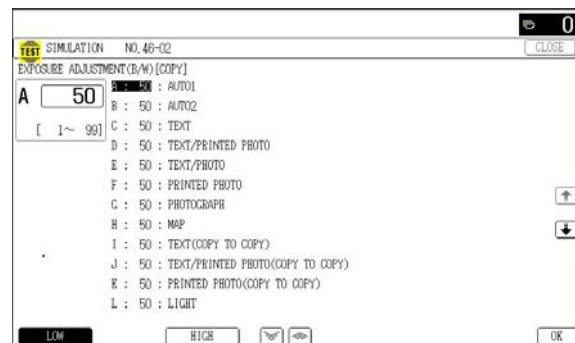 0
TEST SIMULATION NO.46-02 CLOSE
EXPOSURE ADJUSTMENT(B/W)[COPY]
A 50
[ 1~ 99]
A : 50 : AUTO1
B : 50 : AUTO2
C : 50 : TEXT
D : 50 : TEXT/PRINTED PHOTO
E : 50 : TEXT/PHOTO
F : 50 : PRINTED PHOTO
G : 50 : PHOTOGRAPH
H : 50 : MAP
I : 50 : TEXT(COPY TO COPY)
J : 50 : TEXT/PRINTED PHOTO(COPY TO COPY)
K : 50 : PRINTED PHOTO(COPY TO COPY)
L : 50 : LIGHT
LOW HIGH OK